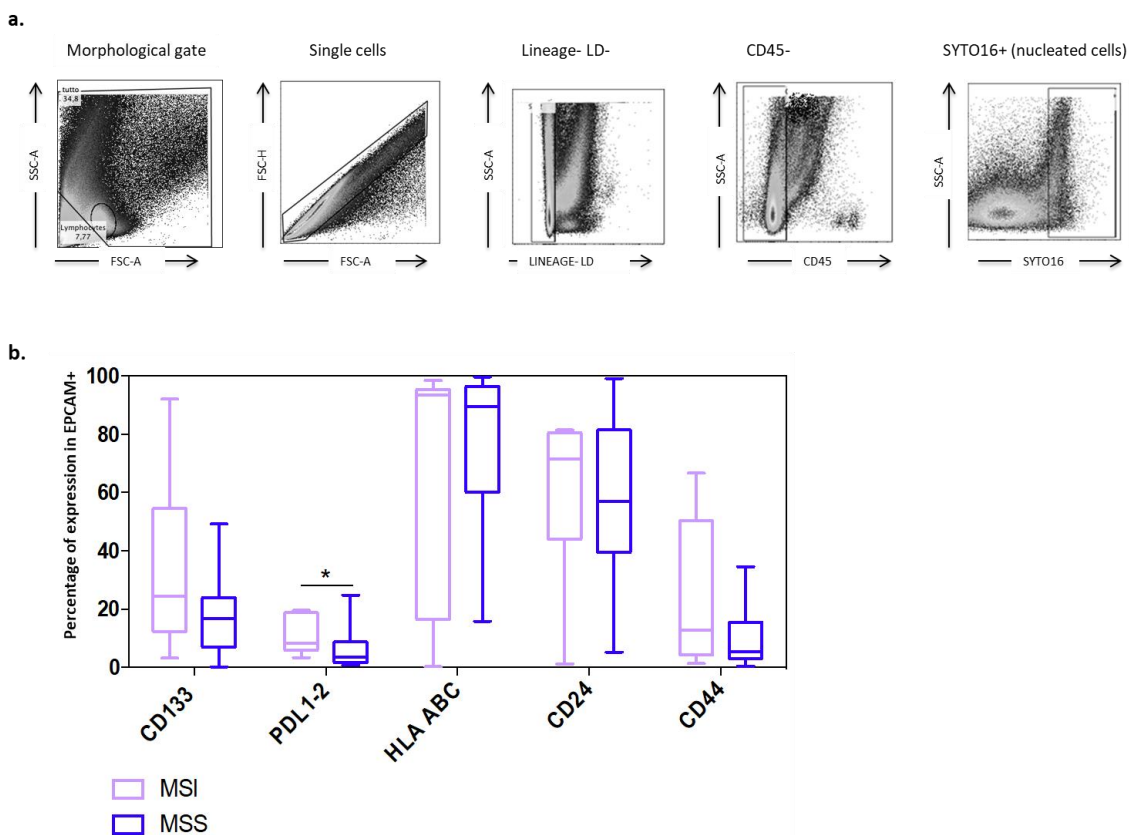 a.
Morphological gate
Single cells
Lineage- LD-
CD45-
SYTO16+ (nucleated cells)
tutto
34,8
Lymphocytes
7,77
SSC-A
FSC-A
FSC-H
FSC-A
SSC-A
LINEAGE- LD
SSC-A
CD45
SSC-A
SYTO16
b.
Percentage of expression in EPCAM+
100
80
60
40
20
0
*
CD133
PDL1-2
HLA ABC
CD24
CD44
MSI
MSS